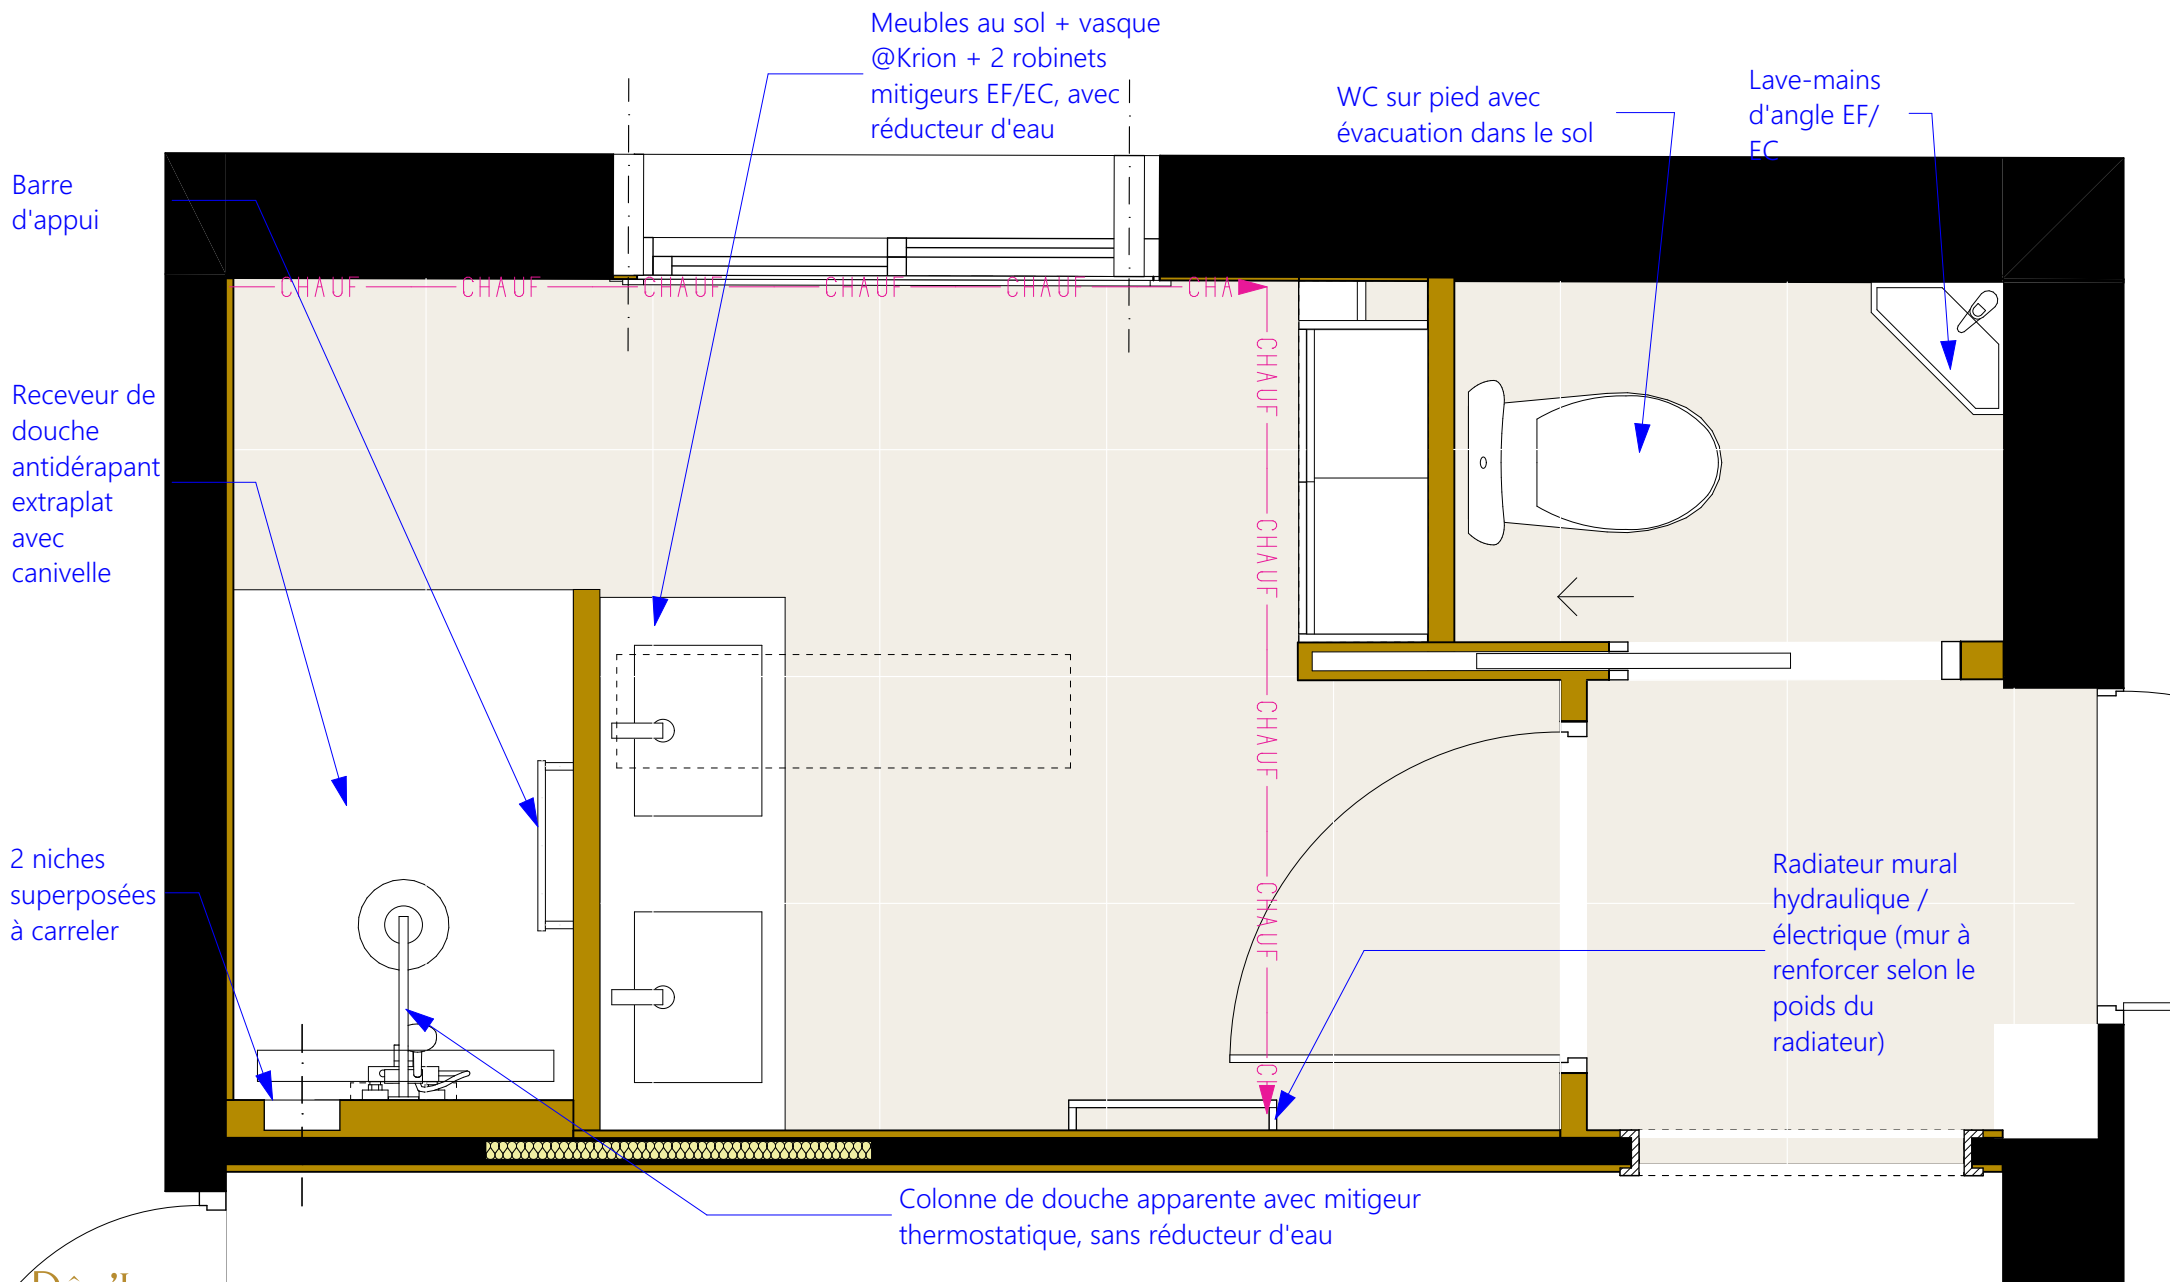 Meubles au sol + vasque
@Krion + 2 robinets
mitigeurs EF/EC, avec
réducteur d'eau
WC sur pied avec
évacuation dans le sol
Lave-mains
d'angle EF/
EC
Barre
d'appui
CHAUF
CHAUF
CHAUF
CHAUF
CHAUF
CHA
CHAUF
CHAUF
CHAUF
CHAUF
Receveur de
douche
antidérapant
extraplat
avec
canivelle
2 niches
superposées
à carreler
Radiateur mural
hydraulique /
électrique (mur à
renforcer selon le
poids du
radiateur)
Colonne de douche apparente avec mitigeur
thermostatique, sans réducteur d'eau